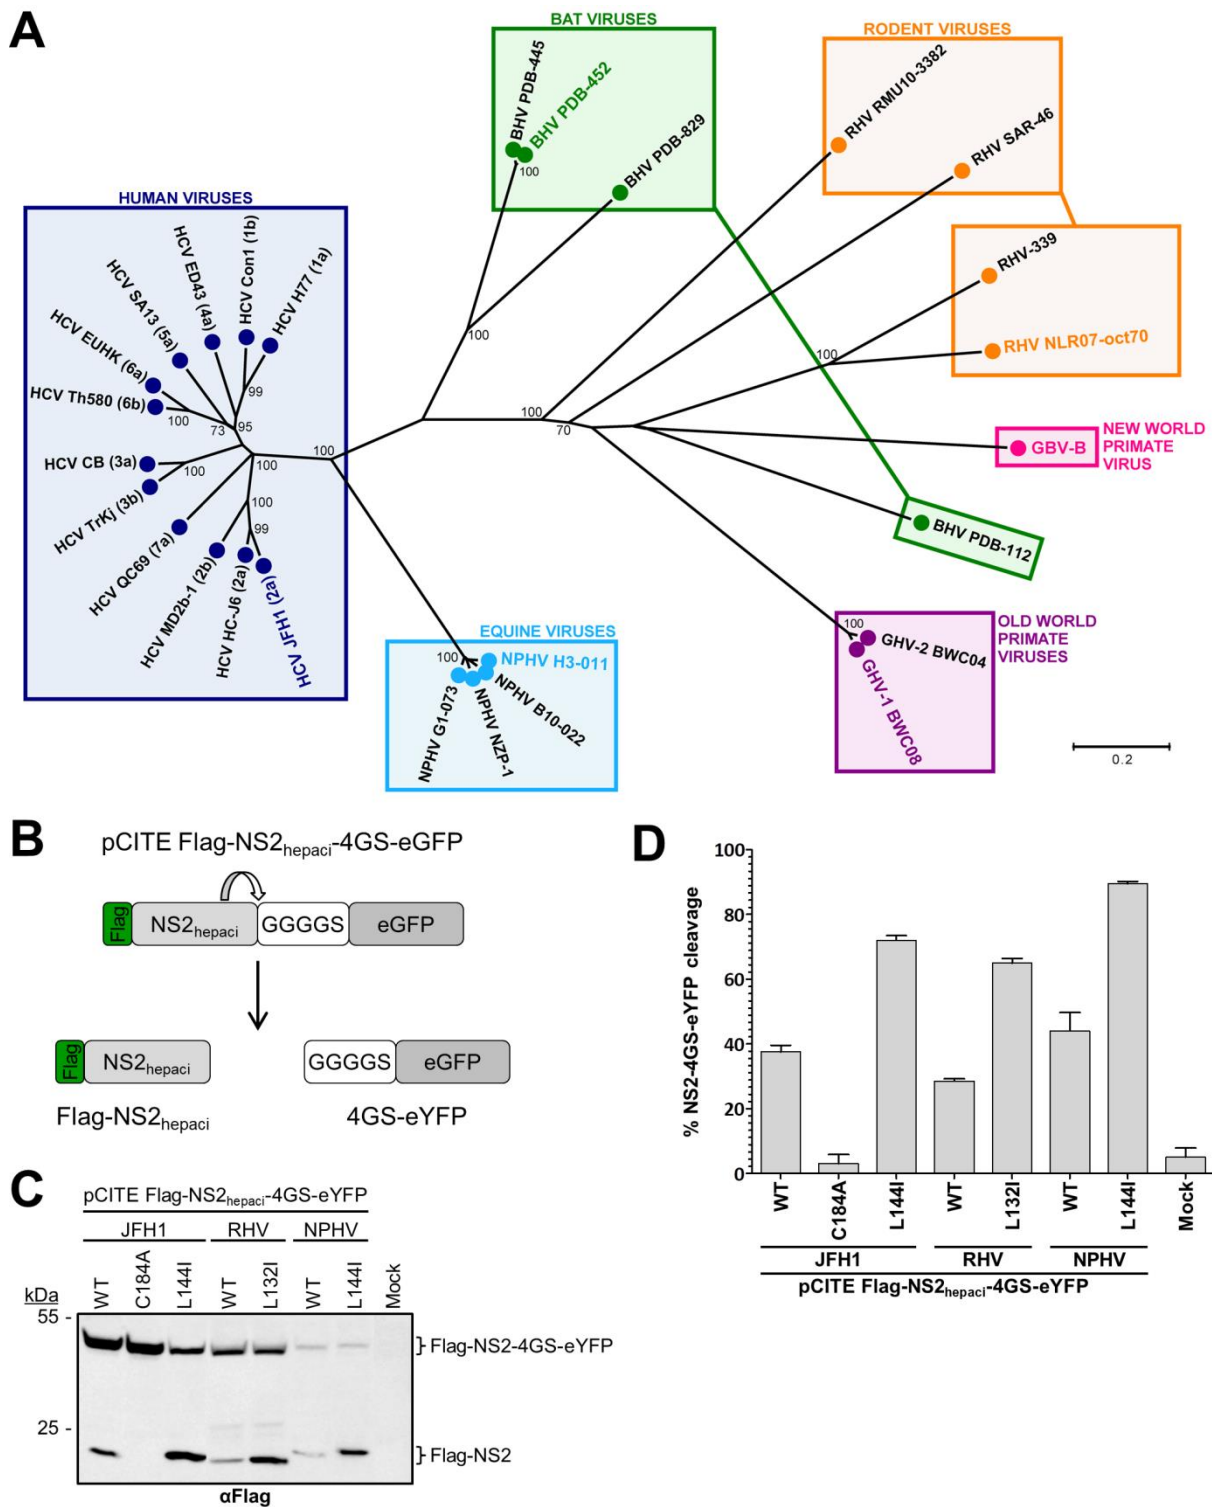 A
BAT VIRUSES
RODENT VIRUSES
BHV PDB-445
BHV PDB-452
100
BHV PDB-829
100
RHV RMU10-3382
RHV SAR-46
RHV-339
RHV NLR07-oct70
100
HUMAN VIRUSES
HCV EUHK (6a)
HCV SA13 (5a)
HCV ED43 (4a)
HCV Con1 (1b)
HCV H77 (1a)
HCV Th580 (6b)
HCV CB (3a)
HCV TrKj (3b)
HCV QC69 (7a)
HCV MD2b-1 (2b)
HCV HC-J6 (2a)
HCV JFH1 (2a)
99
100
73
95
100
100
100
99
100
100
70
GBV-B
NEW WORLD
PRIMATE
VIRUS
BHV PDB-112
EQUINE VIRUSES
100
NPHV H3-011
NPHV B10-022
NPHV NZP-1
NPHV G1-073
100
GHV-2 BWC04
GHV-1 BWC08
OLD WORLD
PRIMATE
VIRUSES
0.2
B
pCITE Flag-NS2hepaci-4GS-eGFP
Flag NS2hepaci GGGGS eGFP
Flag NS2hepaci GGGGS eGFP
Flag-NS2hepaci 4GS-eYFP
C
pCITE Flag-NS2hepaci-4GS-eYFP
JFH1 RHV NPHV
WT C184A L144I WT L132I WT L144I Mock
kDa
55 -
25 -
Flag-NS2-4GS-eYFP
Flag-NS2
αFlag
D
% NS2-4GS-eYFP cleavage
100
80
60
40
20
0
WT C184A L144I WT L132I WT L144I Mock
JFH1 RHV NPHV
pCITE Flag-NS2hepaci-4GS-eYFP